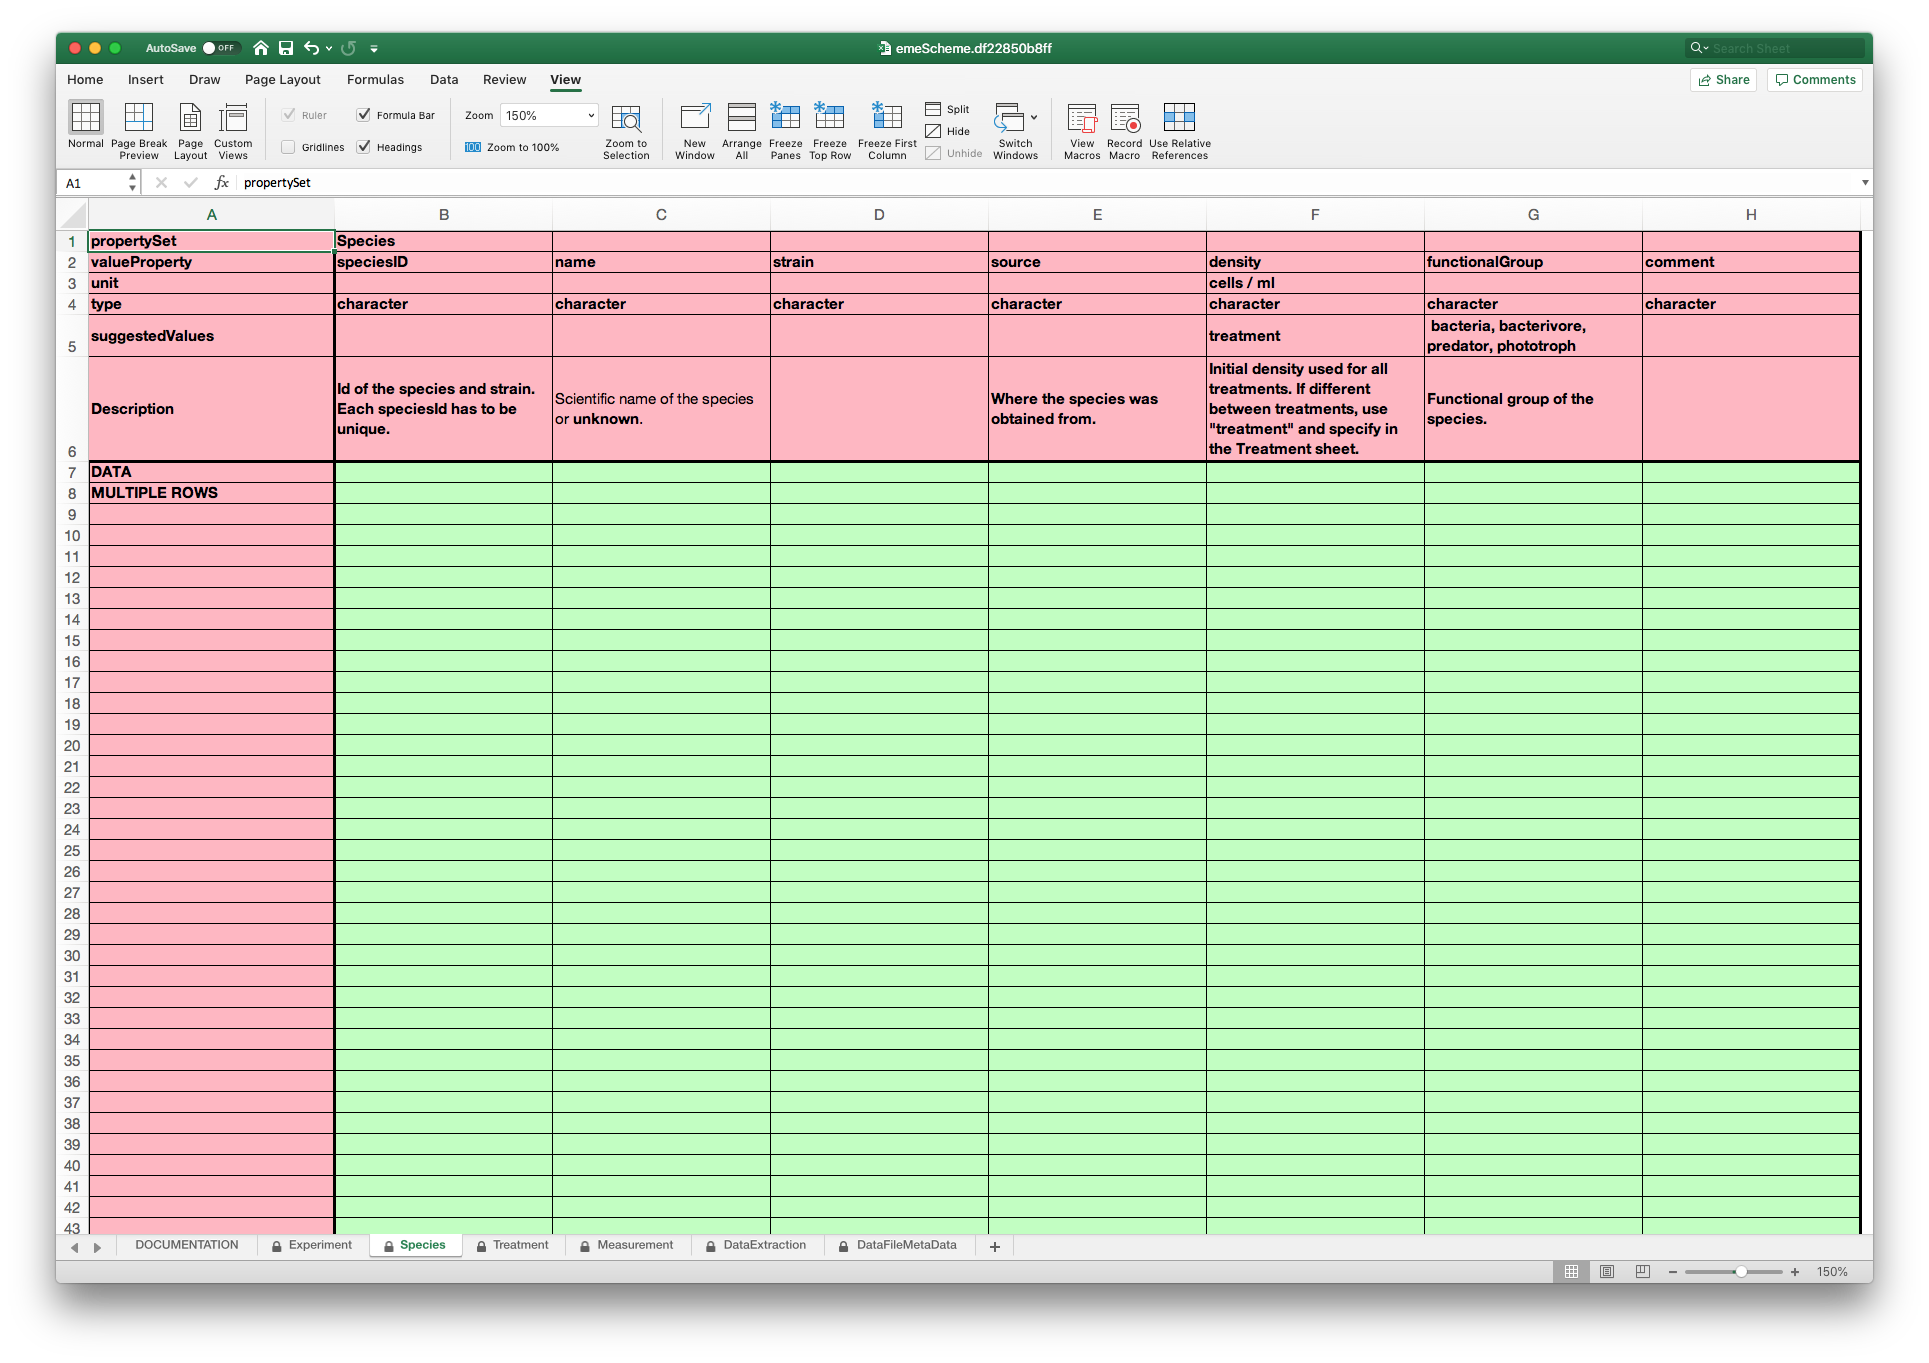 AutoSave OFF emeScheme.df22850b8ff Search Sheet
Home Insert Draw Page Layout Formulas Data Review View Share Comments
Normal Page Break Preview Page Layout Custom Views Ruler Formula Bar Gridlines Headings Zoom 150% 100 Zoom to 100% Zoom to Selection New Window Arrange All Freeze Panes Freeze Top Row Freeze First Column Split Hide Unhide Switch Windows View Macros Record Macro Use Relative References
A1 fx propertySet
A B C D E F G H
1 propertySet Species
2 valueProperty speciesID name strain source density functionalGroup comment
3 unit cells / ml
4 type character character character character character character character
5 suggestedValues treatment bacteria, bacterivore, predator, phototroph
6 Description Id of the species and strain. Each speciesId has to be unique. Scientific name of the species or unknown. Where the species was obtained from. Initial density used for all treatments. If different between treatments, use "treatment" and specify in the Treatment sheet. Functional group of the species.
7 DATA
8 MULTIPLE ROWS
9
10
11
12
13
14
15
16
17
18
19
20
21
22
23
24
25
26
27
28
29
30
31
32
33
34
35
36
37
38
39
40
41
42
43
DOCUMENTATION Experiment Species Treatment Measurement DataExtraction DataFileMetaData +
150%